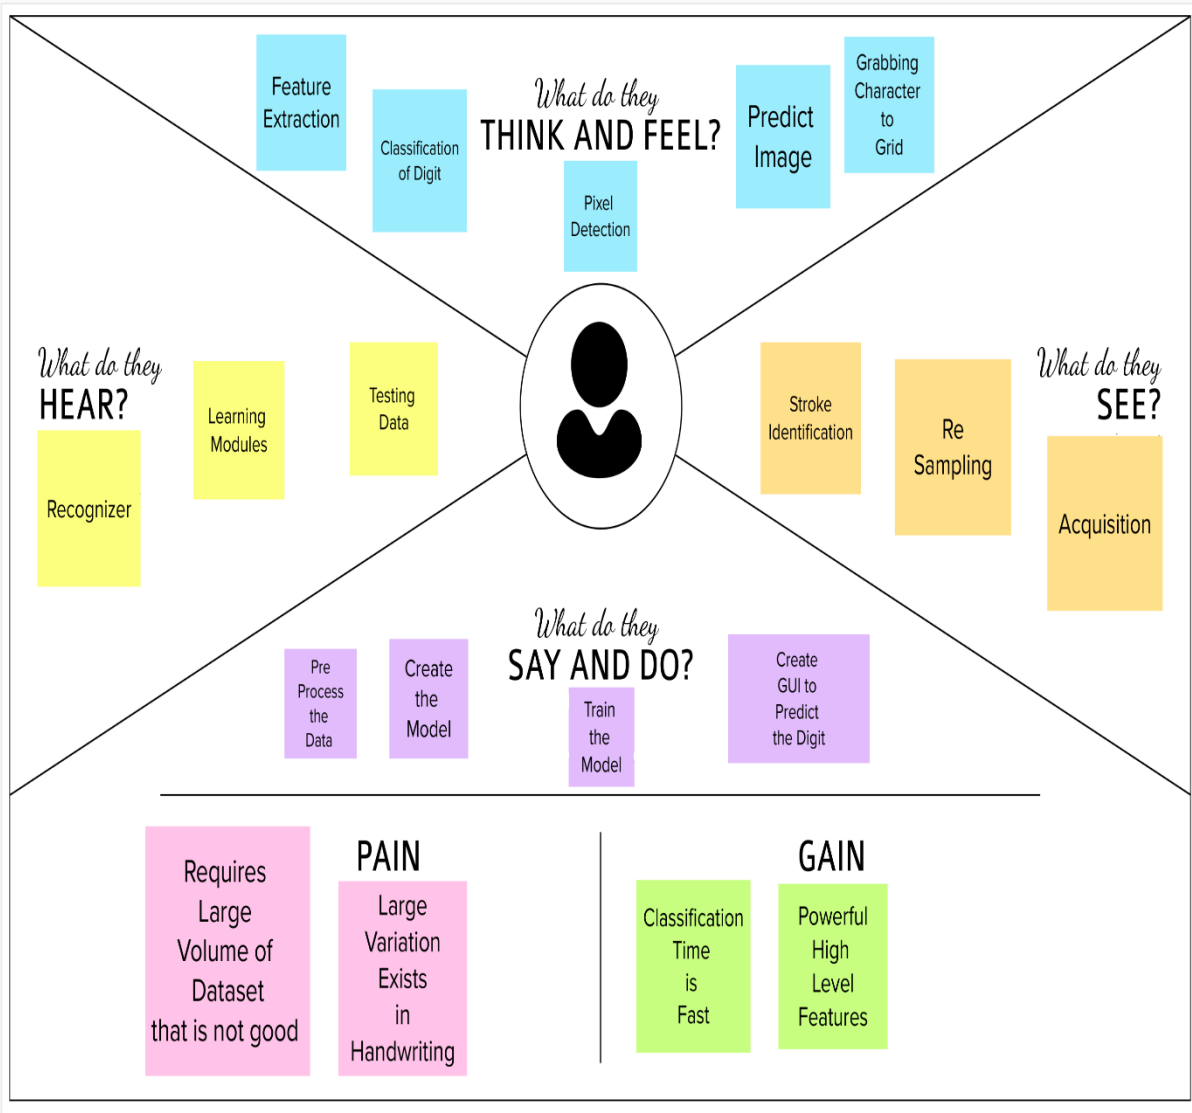 Feature
Extraction
Classification
of Digit
What do they
THINK AND FEEL?
Pixel
Detection
Predict
Image
Grabbing
Character
to
Grid
What do they
HEAR?
Recognizer
Learning
Modules
Testing
Data
Stroke
Identification
Re
Sampling
What do they
SEE?
Acquisition
What do they
SAY AND DO?
Pre
Process
the
Data
Create
the
Model
Train
the
Model
Create
GUI to
Predict
the Digit
PAIN
Requires
Large
Volume of
Dataset
that is not good
Large
Variation
Exists
in
Handwriting
GAIN
Classification
Time
is
Fast
Powerful
High
Level
Features